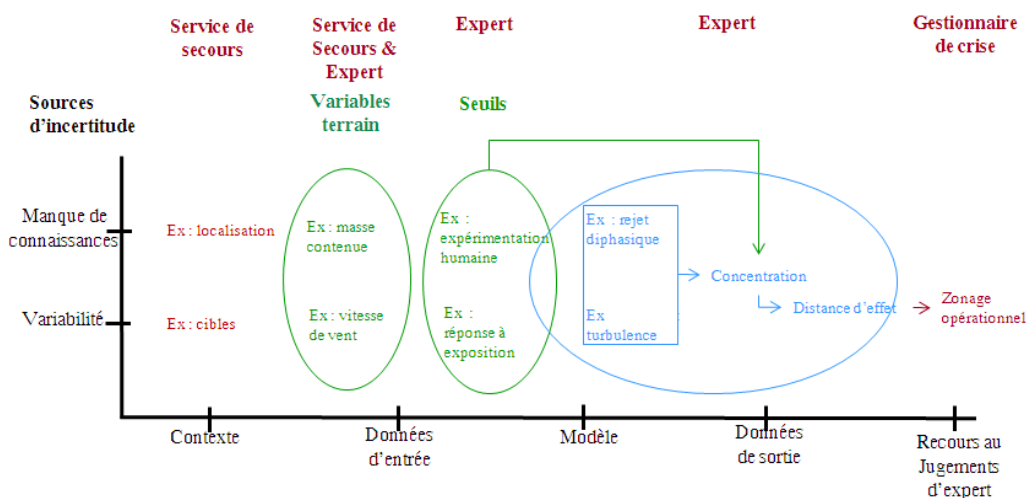 Service de
secours
Service de
Secours &
Expert
Expert
Expert
Gestionnaire
de crise
Sources
d'incertitude
Variables
terrain
Seuils
Manque de
connaissances
Ex : localisation
Ex : masse
contenue
Ex :
expérimentation
humaine
Ex : rejet
diphasique
Concentration
Distance d'effet
Zonage
opérationnel
Variabilité
Ex : cibles
Ex : vitesse
de vent
Ex :
réponse à
exposition
Ex :
turbulence
Contexte
Données
d'entrée
Modèle
Données
de sortie
Recours au
Jugements
d'expert